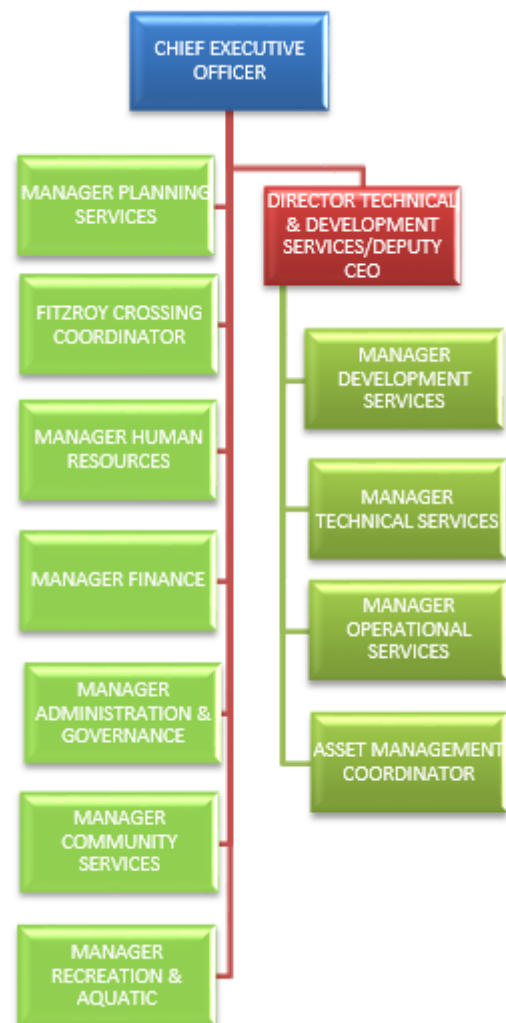 CHIEF EXECUTIVE
OFFICER
MANAGER PLANNING
SERVICES
FITZROY CROSSING
COORDINATOR
MANAGER HUMAN
RESOURCES
MANAGER FINANCE
MANAGER
ADMINISTRATION &
GOVERNANCE
MANAGER
COMMUNITY
SERVICES
MANAGER
RECREATION &
AQUATIC
DIRECTOR TECHNICAL
& DEVELOPMENT
SERVICES/DEPUTY
CEO
MANAGER
DEVELOPMENT
SERVICES
MANAGER
TECHNICAL SERVICES
MANAGER
OPERATIONAL
SERVICES
ASSET MANAGEMENT
COORDINATOR